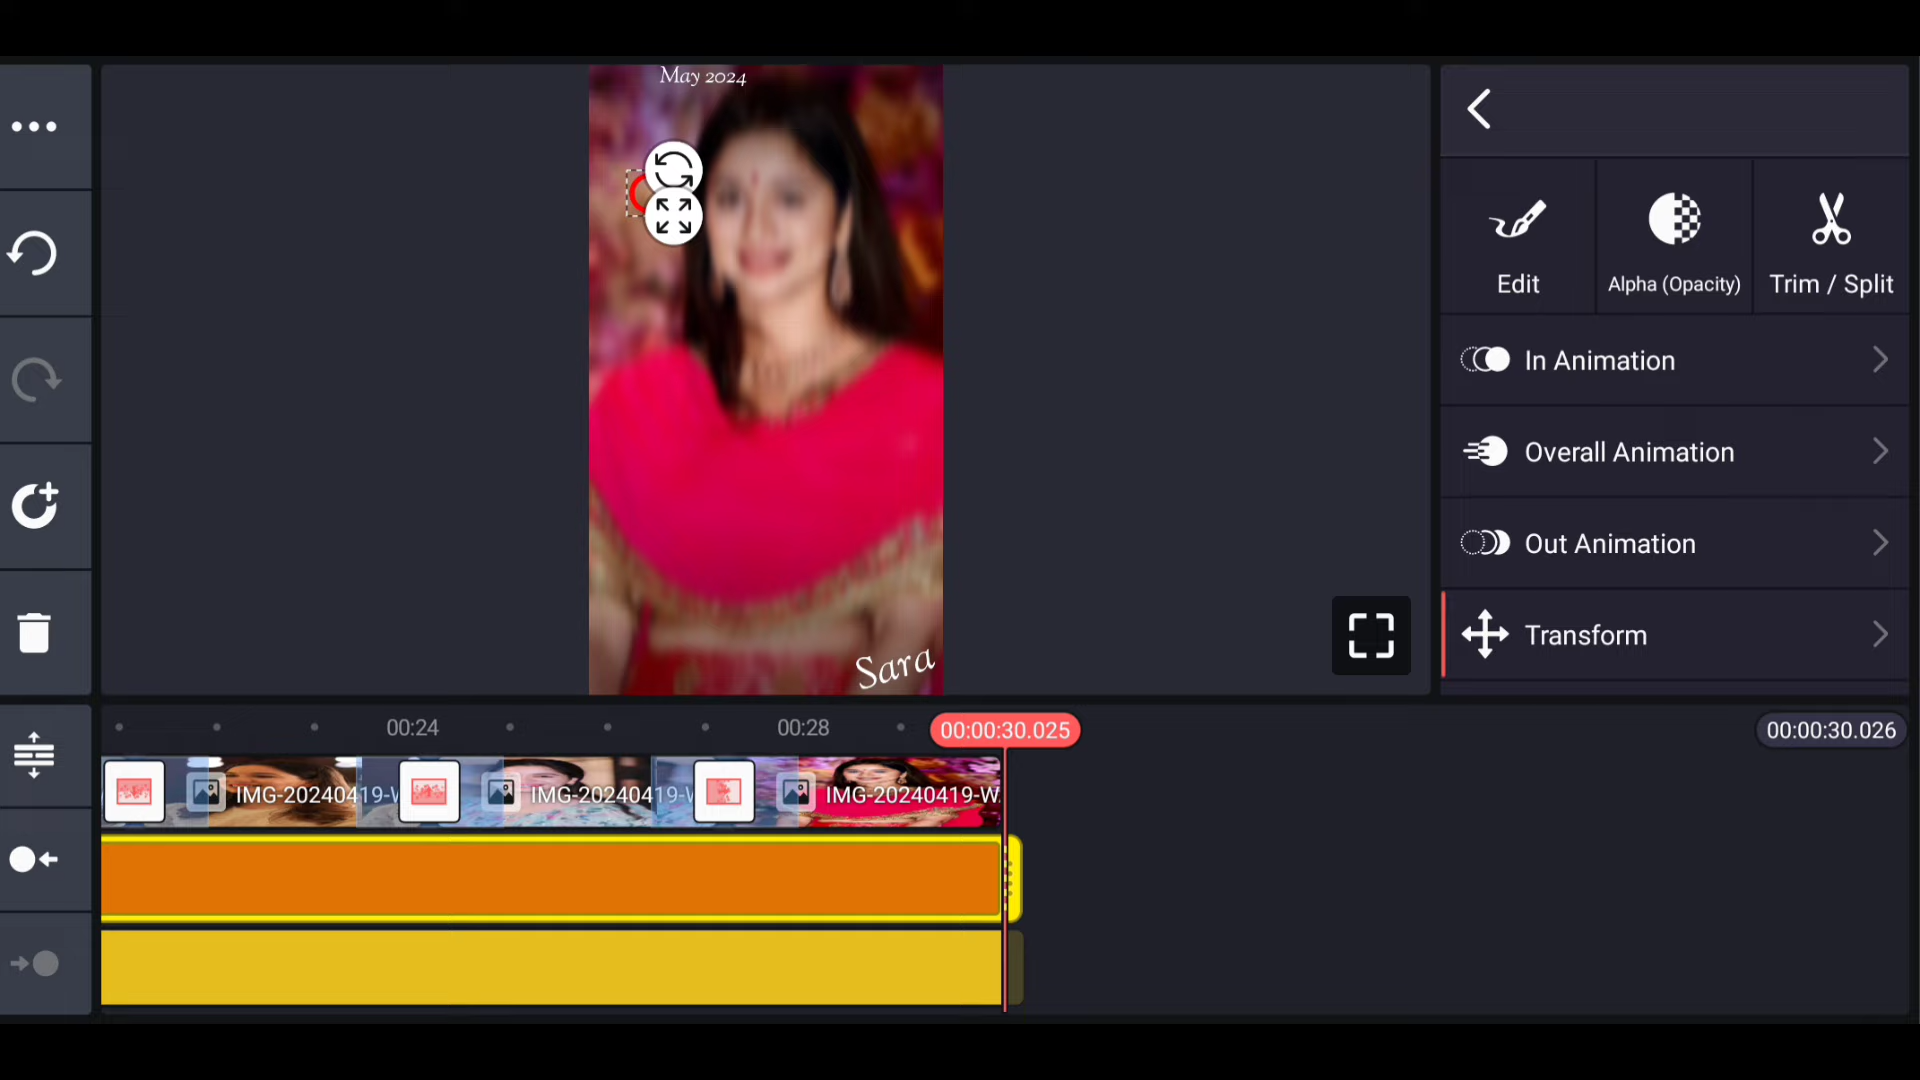 May 2024
Sara
Edit
Alpha (Opacity)
Trim / Split
In Animation
Overall Animation
Out Animation
Transform
00:24
00:28
00:00:30.025
00:00:30.026
IMG-20240419-W
IMG-20240419-W
IMG-20240419-W